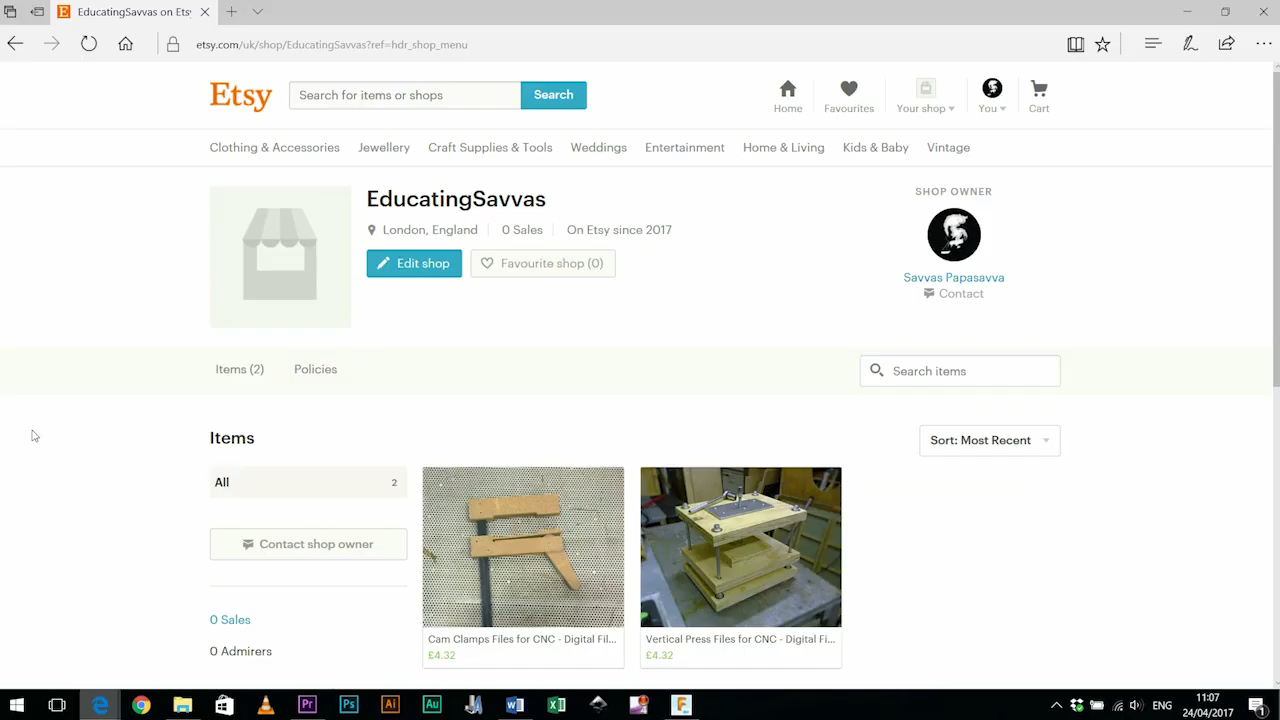 EducatingSavvas on Ets
etsy.com/uk/shop/EducatingSavvas?ref=hdr_shop_menu
Etsy
Search for items or shops
Search
Home
Favourites
Your shop
You
Cart
Clothing & Accessories
Jewellery
Craft Supplies & Tools
Weddings
Entertainment
Home & Living
Kids & Baby
Vintage
EducatingSavvas
London, England
0 Sales
On Etsy since 2017
Edit shop
Favourite shop (0)
SHOP OWNER
Savvas Papasavva
Contact
Items (2)
Policies
Search items
Items
Sort: Most Recent
All
2
Contact shop owner
0 Sales
0 Admirers
Cam Clamps Files for CNC - Digital Fil...
£4.32
Vertical Press Files for CNC - Digital Fi...
£4.32
Pr
Ps
Ai
Au
ENG
11:07
24/04/2017
1